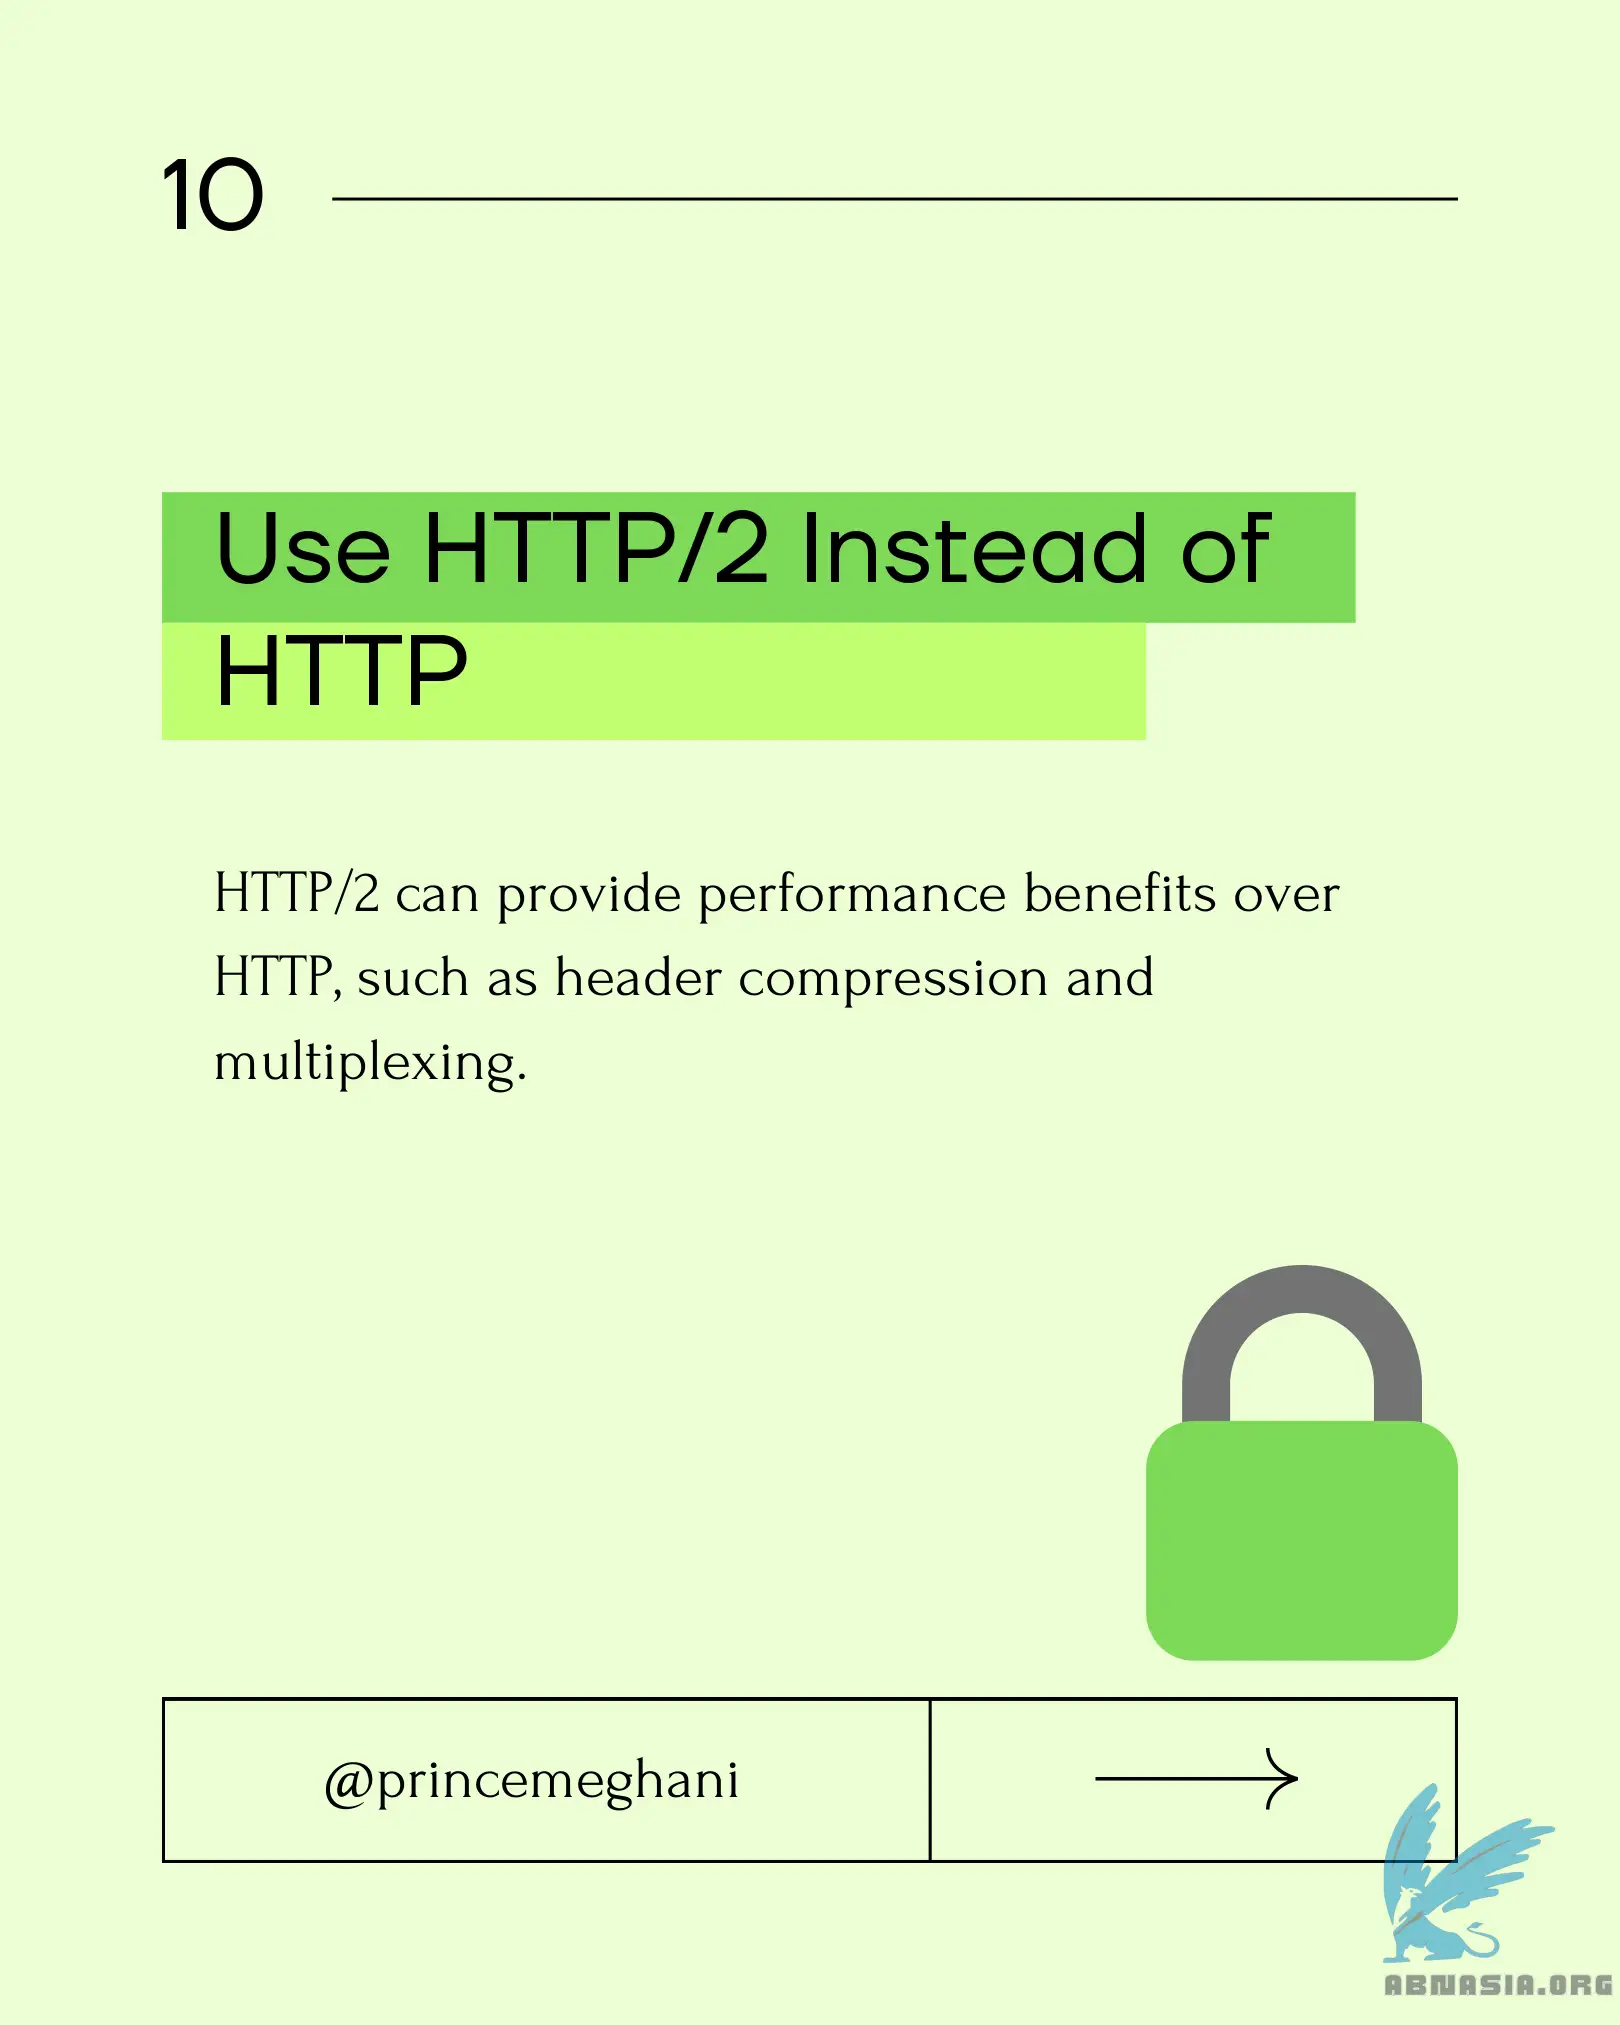 10
Use HTTP/2 Instead of
HTTP
HTTP/2 can provide performance benefits over
HTTP, such as header compression and
multiplexing.
@princemeghani
ABNASIA.ORG